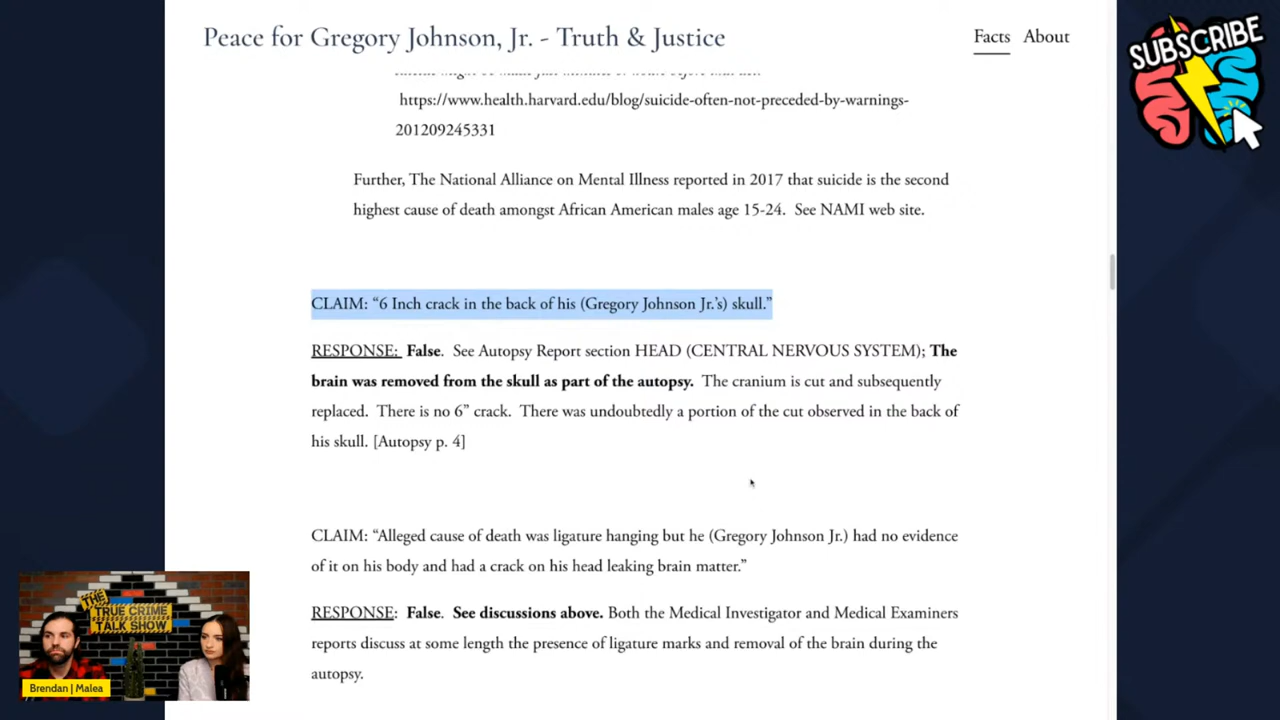 Peace for Gregory Johnson, Jr. - Truth & Justice
Facts About
SUBSCRIBE
https://www.health.harvard.edu/blog/suicide-often-not-preceded-by-warnings-
201209245331
Further, The National Alliance on Mental Illness reported in 2017 that suicide is the second
highest cause of death amongst African American males age 15-24.  See NAMI web site.
CLAIM: “6 Inch crack in the back of his (Gregory Johnson Jr.’s) skull.”
RESPONSE:  False.  See Autopsy Report section HEAD (CENTRAL NERVOUS SYSTEM); The
brain was removed from the skull as part of the autopsy.  The cranium is cut and subsequently
replaced.  There is no 6” crack.  There was undoubtedly a portion of the cut observed in the back of
his skull. [Autopsy p. 4]
CLAIM: “Alleged cause of death was ligature hanging but he (Gregory Johnson Jr.) had no evidence
of it on his body and had a crack on his head leaking brain matter.”
RESPONSE:  False.  See discussions above. Both the Medical Investigator and Medical Examiners
reports discuss at some length the presence of ligature marks and removal of the brain during the
autopsy.
THE
TRUE CRIME
TALK SHOW
Brendan | Malea